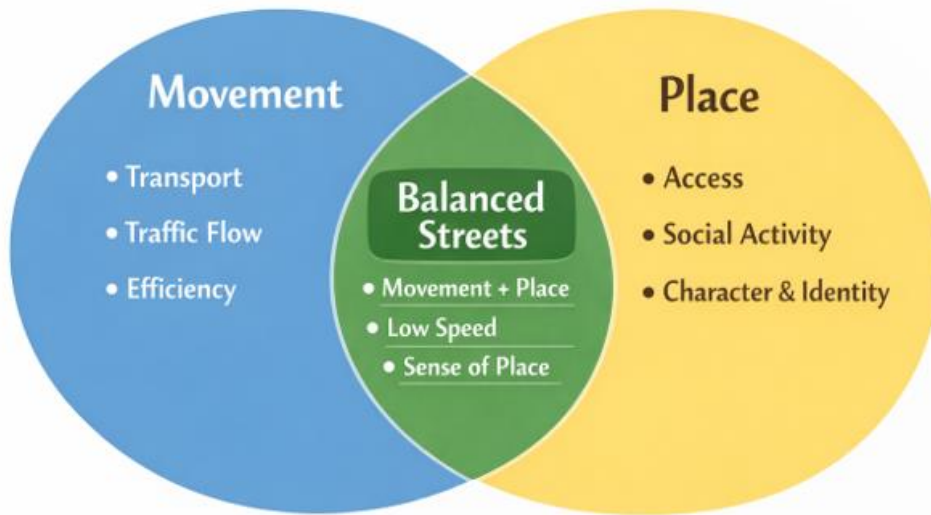 Movement
• Transport
• Traffic Flow
• Efficiency
Balanced
Streets
• Movement + Place
• Low Speed
• Sense of Place
Place
• Access
• Social Activity
• Character & Identity